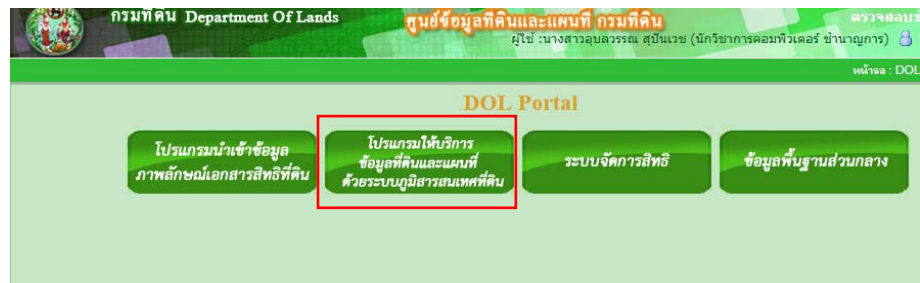 กรมที่ดิน Department Of Lands
ศูนย์ข้อมูลที่ดินและแผนที่ กรมที่ดิน
ผู้ใช้ :นางสาวอุบลวรรณ สุปันเวช (นักวิชาการคอมพิวเตอร์ ชำนาญการ)
หน้าจอ : DOL
DOL Portal
โปรแกรมนำเข้าข้อมูล
ภาพลักษณ์เอกสารสิทธิที่ดิน
โปรแกรมให้บริการ
ข้อมูลที่ดินและแผนที่
ด้วยระบบภูมิสารสนเทศที่ดิน
ระบบจัดการสิทธิ
ข้อมูลพื้นฐานส่วนกลาง